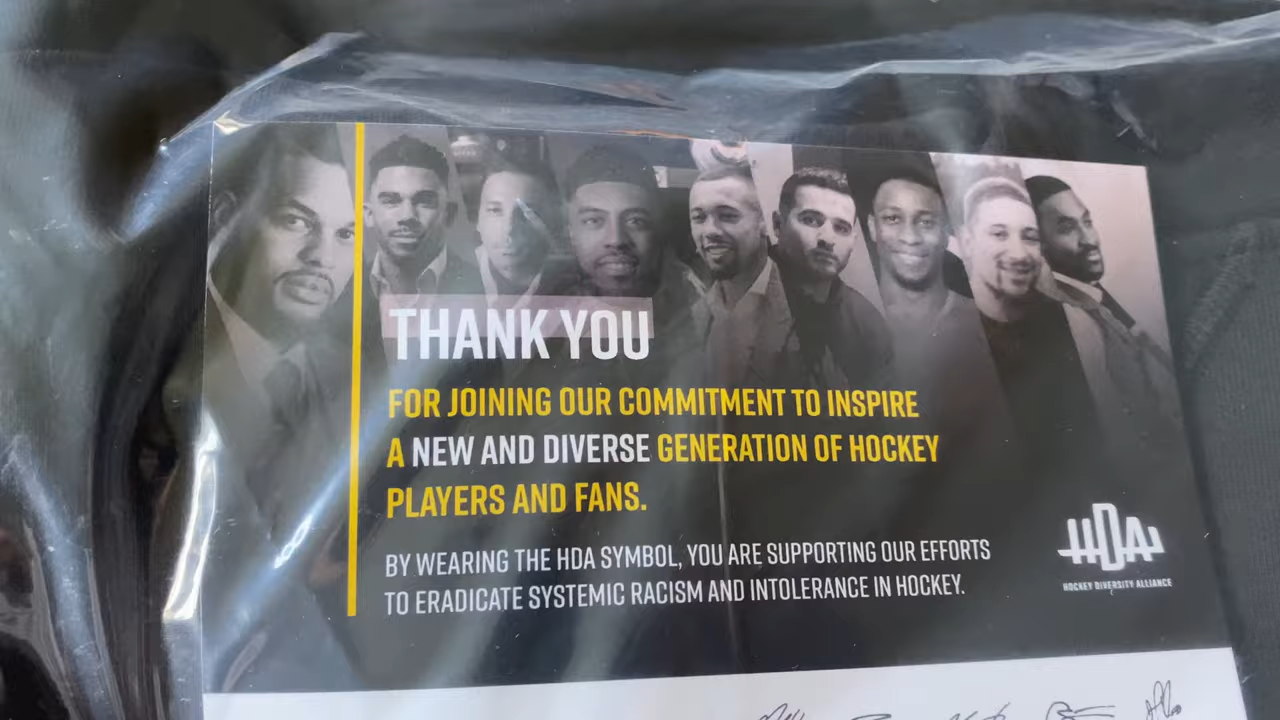 THANK YOU
FOR JOINING OUR COMMITMENT TO INSPIRE
A NEW AND DIVERSE GENERATION OF HOCKEY
PLAYERS AND FANS.
BY WEARING THE HDA SYMBOL, YOU ARE SUPPORTING OUR EFFORTS
TO ERADICATE SYSTEMIC RACISM AND INTOLERANCE IN HOCKEY.
HDA
HOCKEY DIVERSITY ALLIANCE